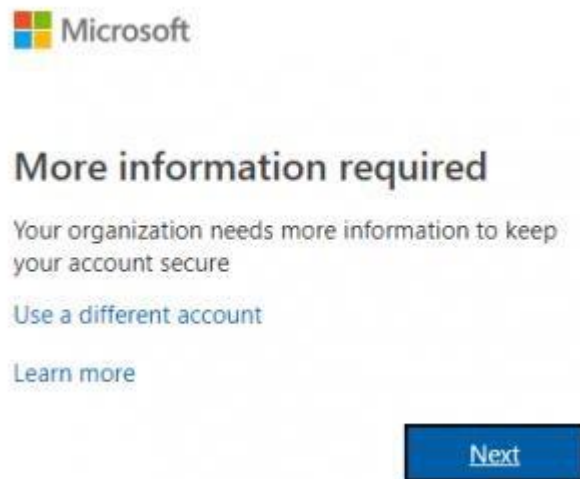 Microsoft
More information required
Your organization needs more information to keep
your account secure
Use a different account
Learn more
Next